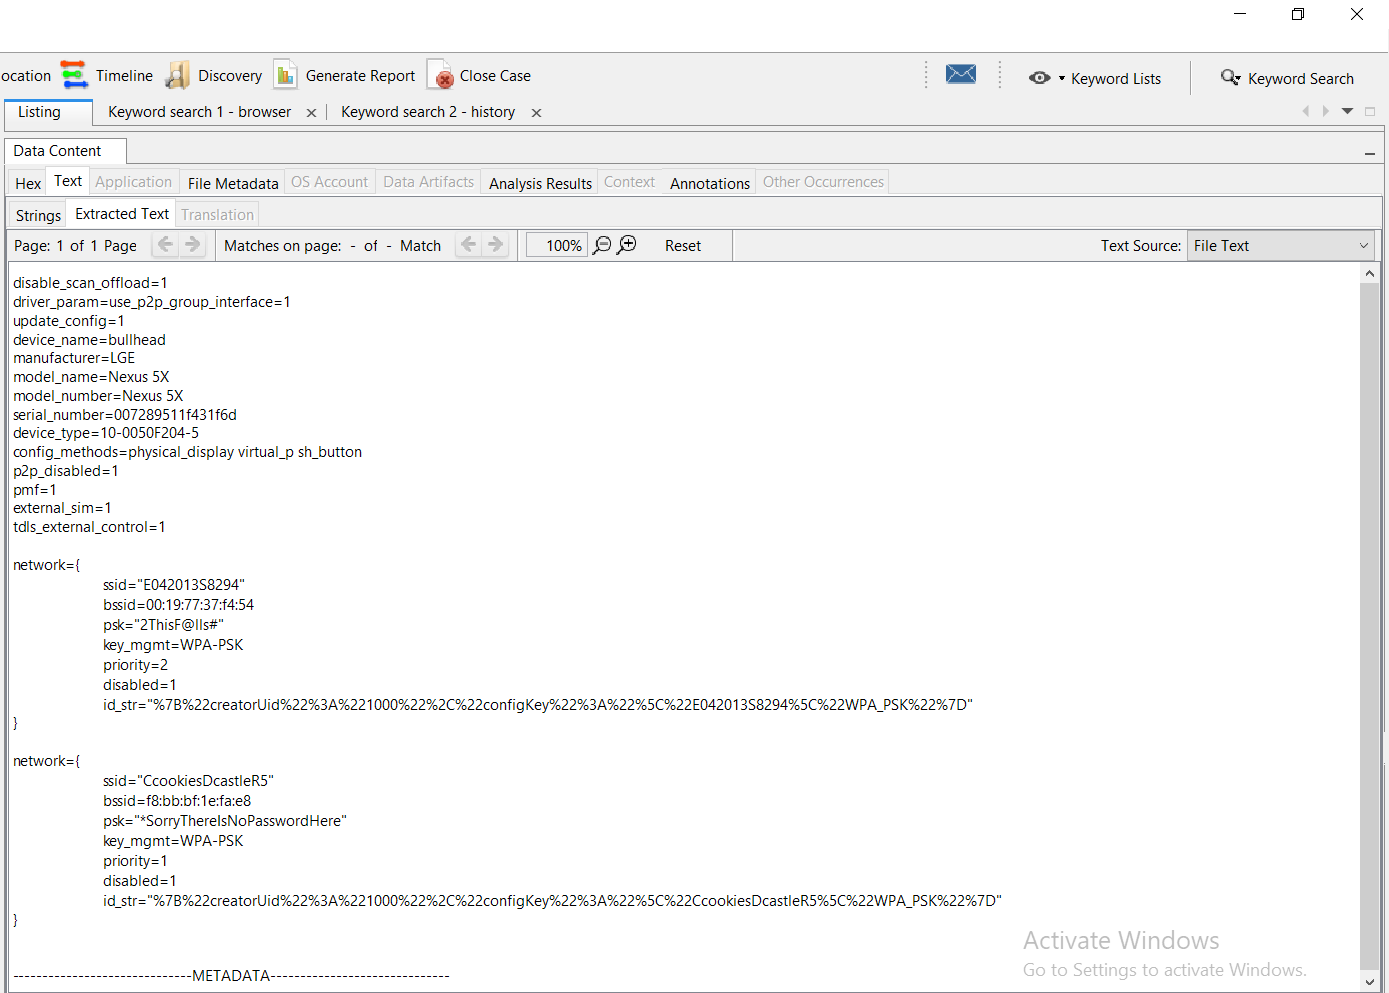 ocation Timeline Discovery Generate Report Close Case Keyword Lists Keyword Search
Listing Keyword search 1 - browser Keyword search 2 - history
Data Content
Hex Text Application File Metadata OS Account Data Artifacts Analysis Results Context Annotations Other Occurrences
Strings Extracted Text Translation
Page: 1 of 1 Page Matches on page: - of - Match 100% Reset Text Source: File Text
disable_scan_offload=1
driver_param=use_p2p_group_interface=1
update_config=1
device_name=bullhead
manufacturer=LGE
model_name=Nexus 5X
model_number=Nexus 5X
serial_number=007289511f431f6d
device_type=10-0050F204-5
config_methods=physical_display virtual_p sh_button
p2p_disabled=1
pmf=1
external_sim=1
tdls_external_control=1
network={
ssid="E042013S8294"
bssid=00:19:77:37:f4:54
psk="2ThisF@lls#"
key_mgmt=WPA-PSK
priority=2
disabled=1
id_str="%7B%22creatorUid%22%3A%221000%22%2C%22configKey%22%3A%22%5C%22E042013S8294%5C%22WPA_PSK%22%7D"
}
network={
ssid="CcookiesDcastleR5"
bssid=f8:bb:bf:1e:fa:e8
psk="*SorryThereIsNoPasswordHere"
key_mgmt=WPA-PSK
priority=1
disabled=1
id_str="%7B%22creatorUid%22%3A%221000%22%2C%22configKey%22%3A%22%5C%22CcookiesDcastleR5%5C%22WPA_PSK%22%7D"
}
------------------------------METADATA------------------------------
Activate Windows
Go to Settings to activate Windows.